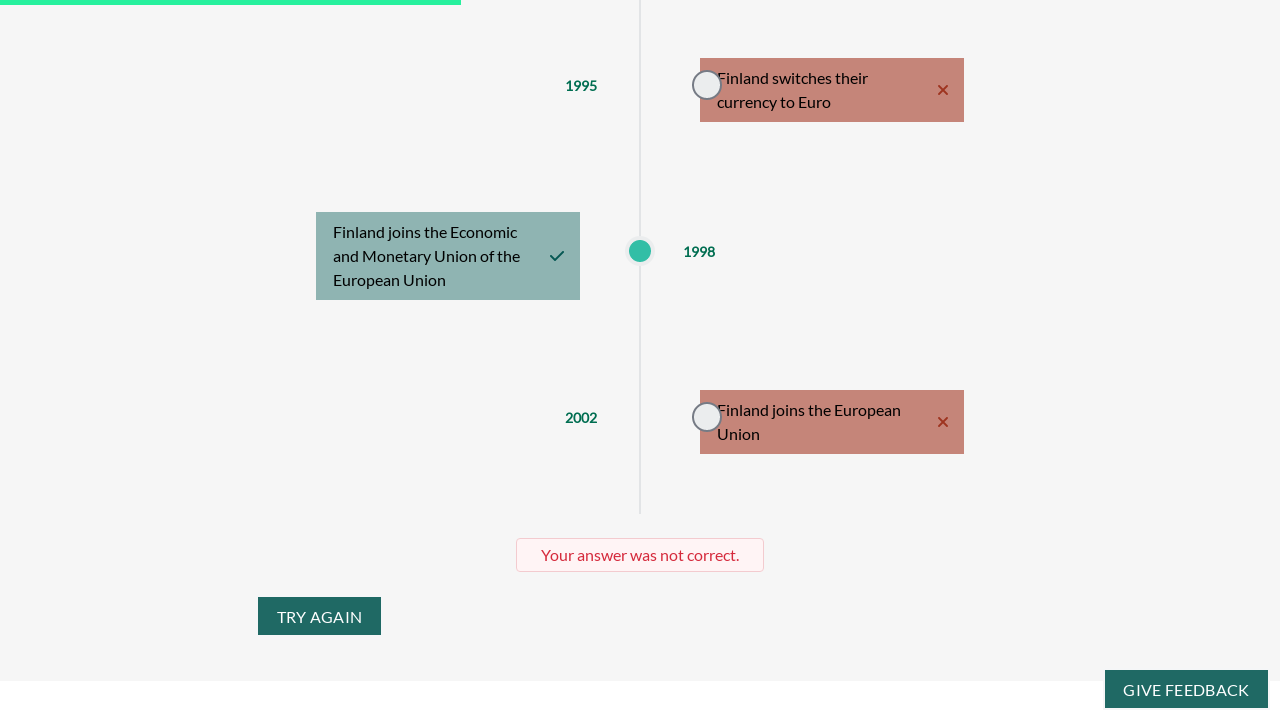 1995
Finland switches their
currency to Euro
Finland joins the Economic
and Monetary Union of the
European Union
1998
2002
Finland joins the European
Union
Your answer was not correct.
TRY AGAIN
GIVE FEEDBACK